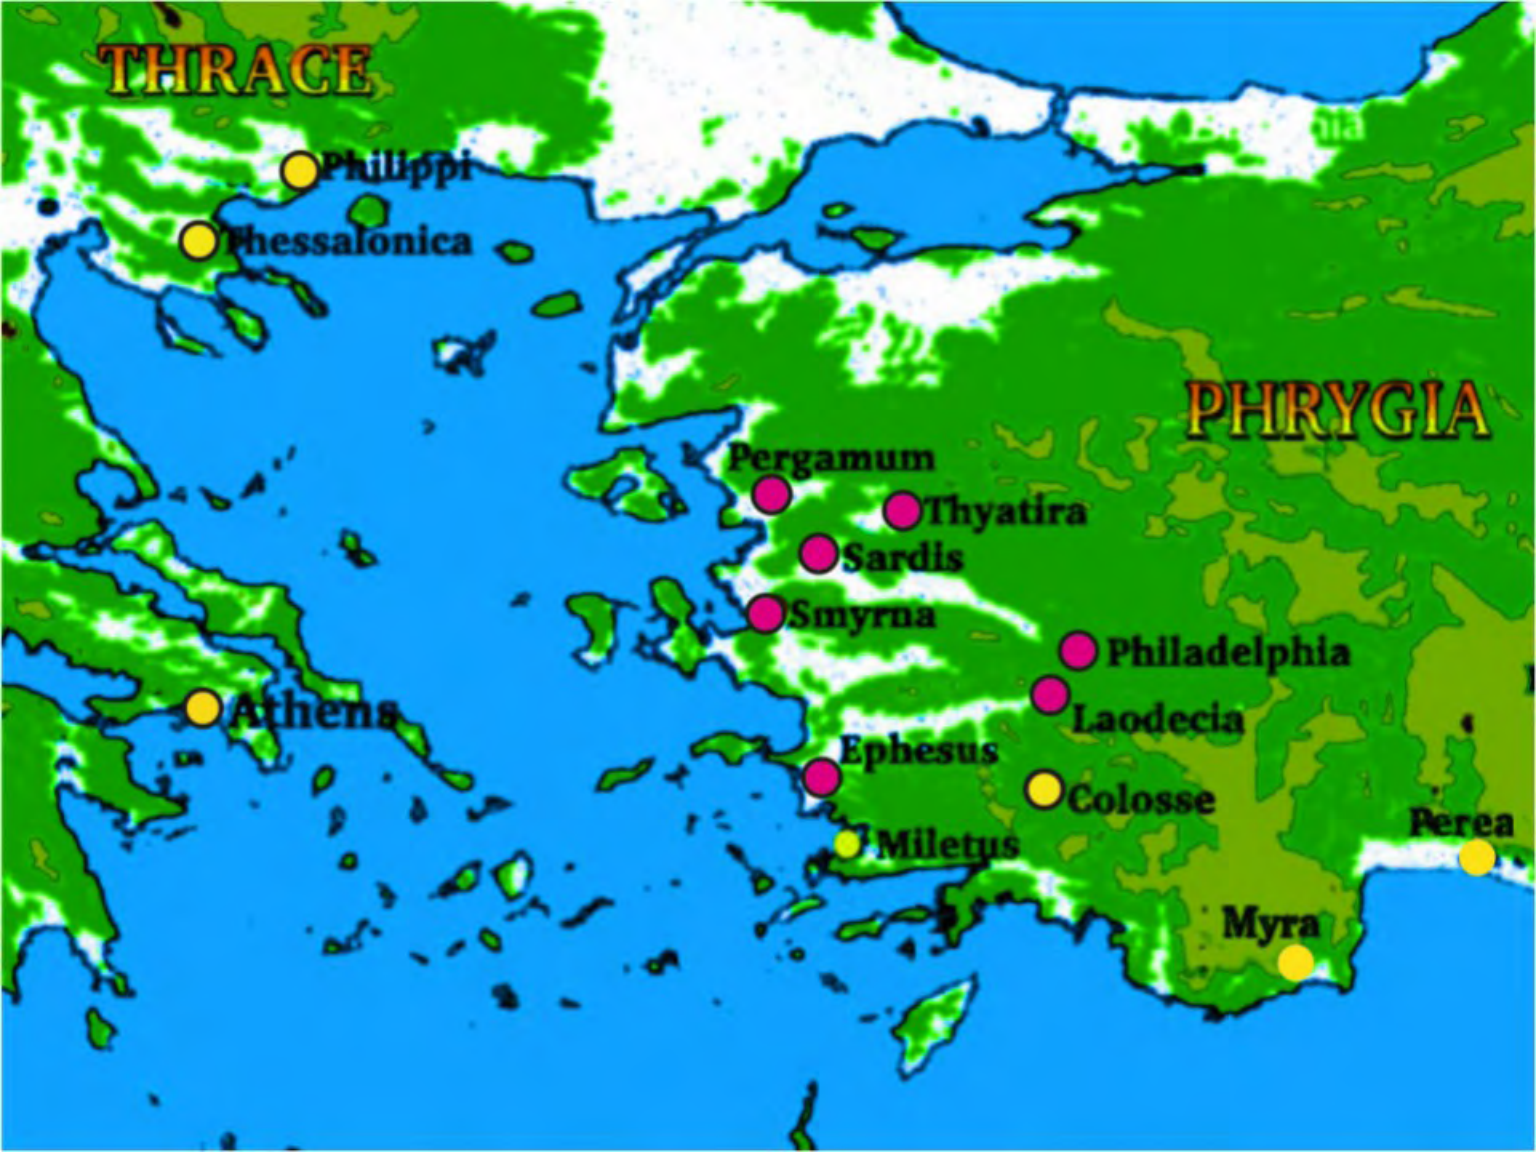 THRACE
Philippi
Thessalonica
PHRYGIA
Pergamum
Thyatira
Sardis
Smyrna
Philadelphia
Laodecia
Athens
Ephesus
Colosse
Perea
Miletus
Myra